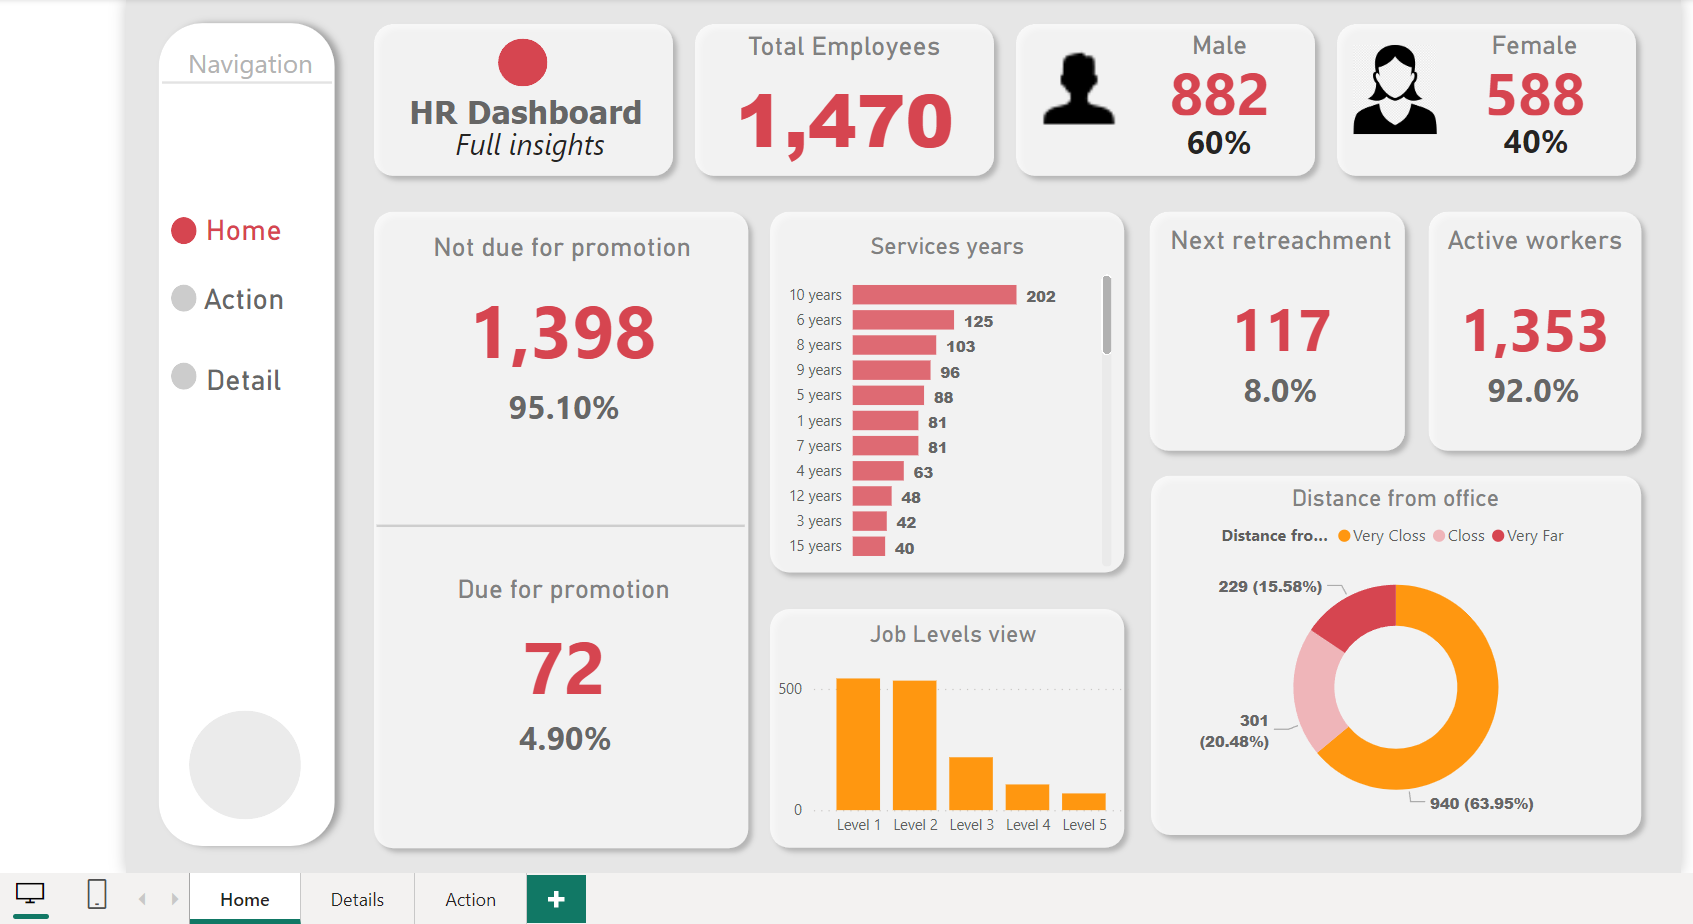 Navigation
Home
Action
Detail
HR Dashboard
Full insights
Total Employees
1,470
Male
882
60%
Female
588
40%
Not due for promotion
1,398
95.10%
Due for promotion
72
4.90%
Services years
10 years 202
6 years 125
8 years 103
9 years 96
5 years 88
1 years 81
7 years 81
4 years 63
12 years 48
3 years 42
15 years 40
Job Levels view
500
0
Level 1 Level 2 Level 3 Level 4 Level 5
Next retreachment
117
8.0%
Active workers
1,353
92.0%
Distance from office
Distance fro... Very Closs Closs Very Far
229 (15.58%)
301
(20.48%)
940 (63.95%)
Home Details Action +